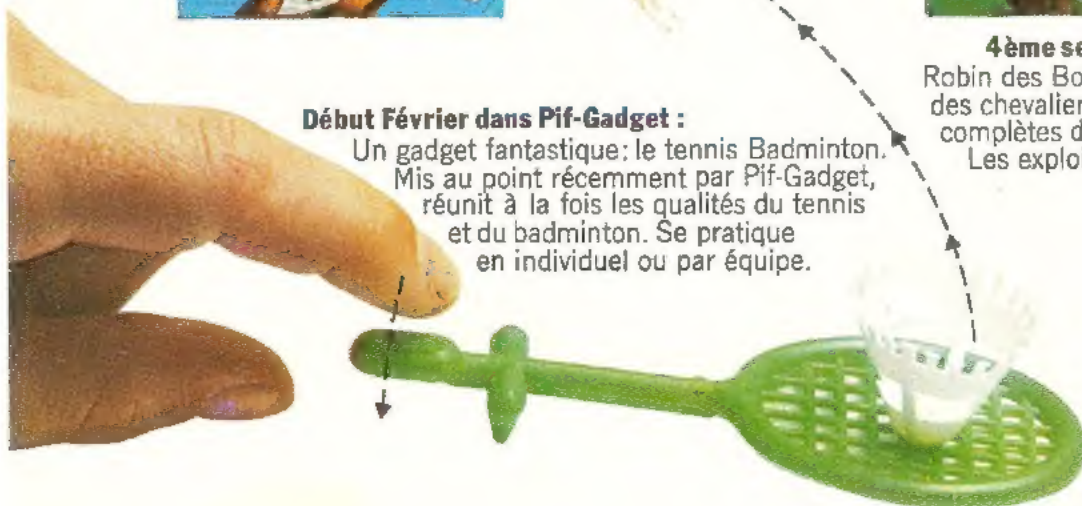 Début Février dans Pif-Gadget :
Un gadget fantastique: le tennis Badminton.
Mis au point récemment par Pif-Gadget,
réunit à la fois les qualités du tennis
et du badminton. Se pratique
en individuel ou par équipe.
4ème se
Robin des Bo
des chevalier
complètes d
Les exploi